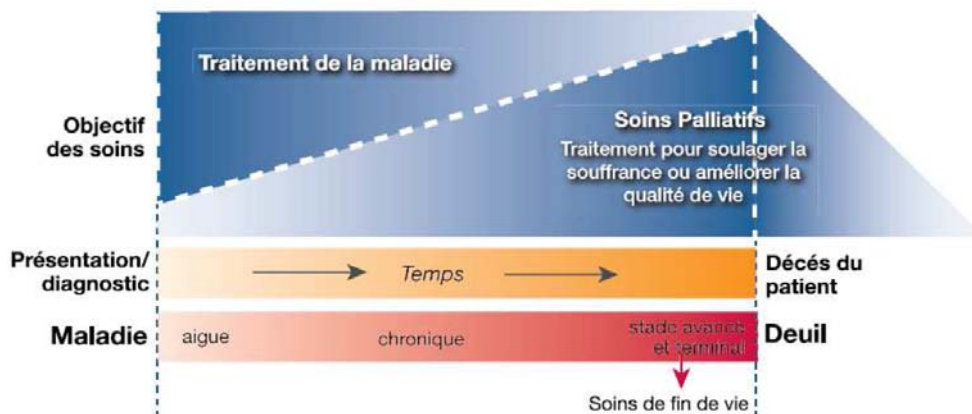 Traitement de la maladie
Objectif
des soins
Soins Palliatifs
Traitement pour soulager la
souffrance ou améliorer la
qualité de vie
Présentation/
diagnostic
Temps
Décés du
patient
Maladie
aigue
chronique
stade avancé
et terminal
Deuil
Soins de fin de vie